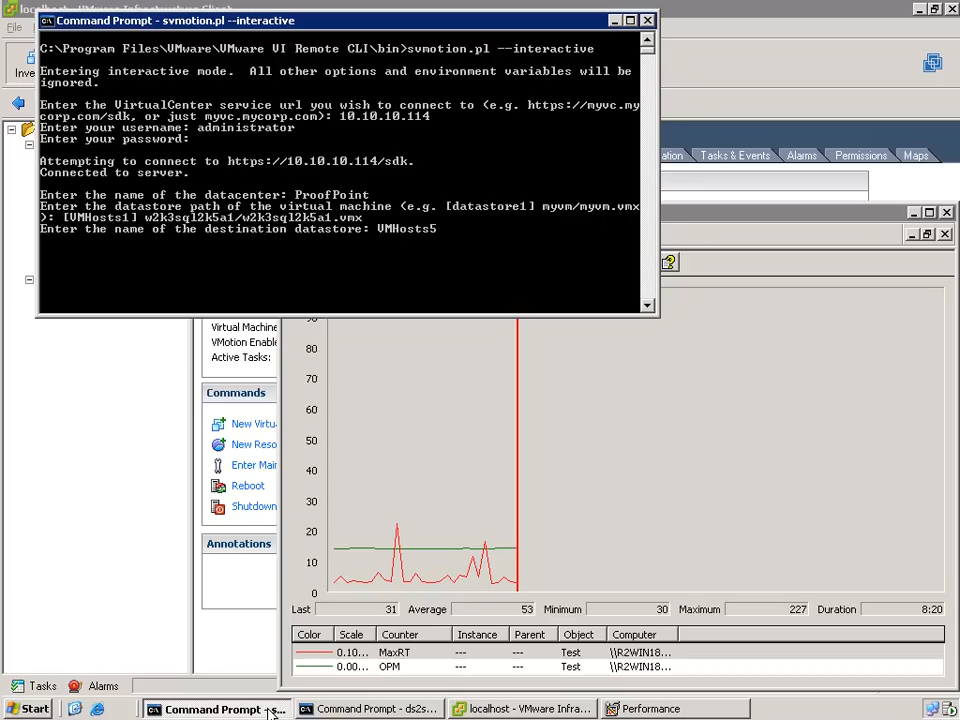 localhost - VMware Infrastructure Client
File
Command Prompt - svmotion.pl --interactive
C:\Program Files\VMware\VMware VI Remote CLI\bin>svmotion.pl --interactive
Entering interactive mode.  All other options and environment variables will be
ignored.
Enter the VirtualCenter service url you wish to connect to (e.g. https://myvc.my
corp.com/sdk, or just myvc.mycorp.com): 10.10.10.114
Enter your username: administrator
Enter your password:
Attempting to connect to https://10.10.10.114/sdk.
Connected to server.
Enter the name of the datacenter: ProofPoint
Enter the datastore path of the virtual machine (e.g. [datastore1] myvm/myvm.vmx
): [VMHosts1] w2k3sql2k5a1/w2k3sql2k5a1.vmx
Enter the name of the destination datastore: VMHosts5
Inve
ation Tasks & Events Alarms Permissions Maps
Virtual Machine
VMotion Enable
Active Tasks:
Commands
New Virtu
New Reso
Enter Main
Reboot
Shutdown
Annotations
90
80
70
60
50
40
30
20
10
0
Last 31 Average 53 Minimum 30 Maximum 227 Duration 8:20
Color Scale Counter Instance Parent Object Computer
0.10... MaxRT --- --- Test \\R2WIN18...
0.00... OPM --- --- Test \\R2WIN18...
Tasks Alarms
Start Command Prompt - s... Command Prompt - ds2s... localhost - VMware Infra... Performance